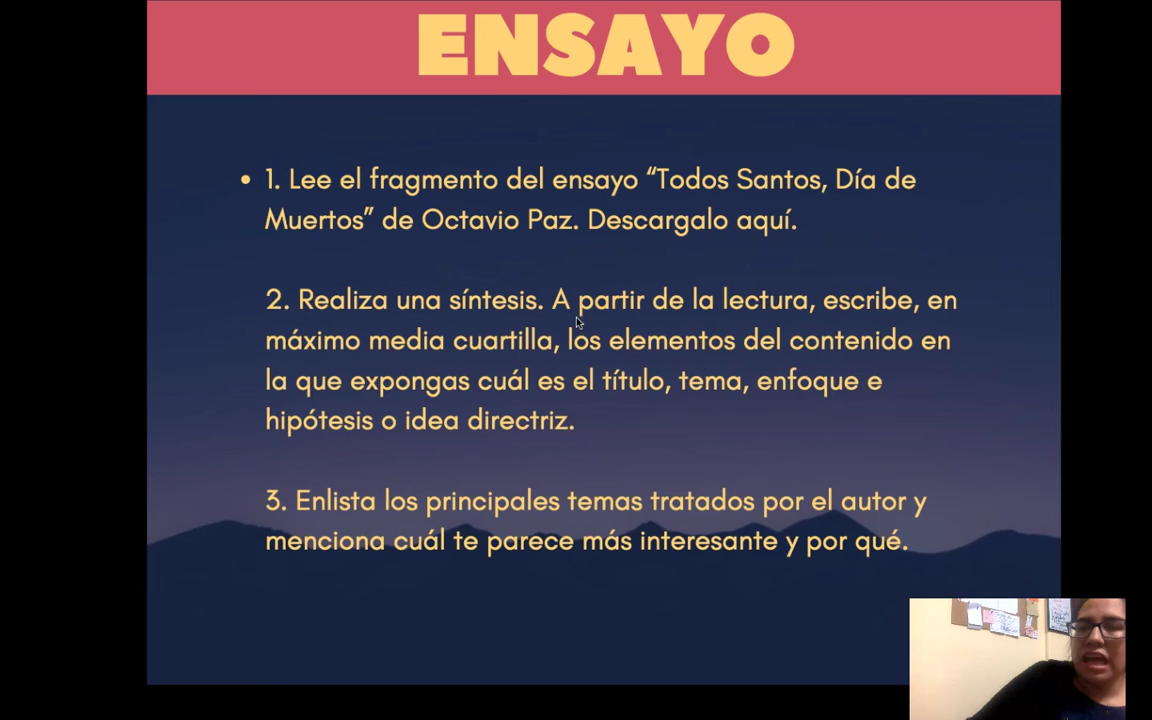 ENSAYO
• 1. Lee el fragmento del ensayo “Todos Santos, Día de
Muertos” de Octavio Paz. Descargalo aquí.
2. Realiza una síntesis. A partir de la lectura, escribe, en
máximo media cuartilla, los elementos del contenido en
la que expongas cuál es el título, tema, enfoque e
hipótesis o idea directriz.
3. Enlista los principales temas tratados por el autor y
menciona cuál te parece más interesante y por qué.